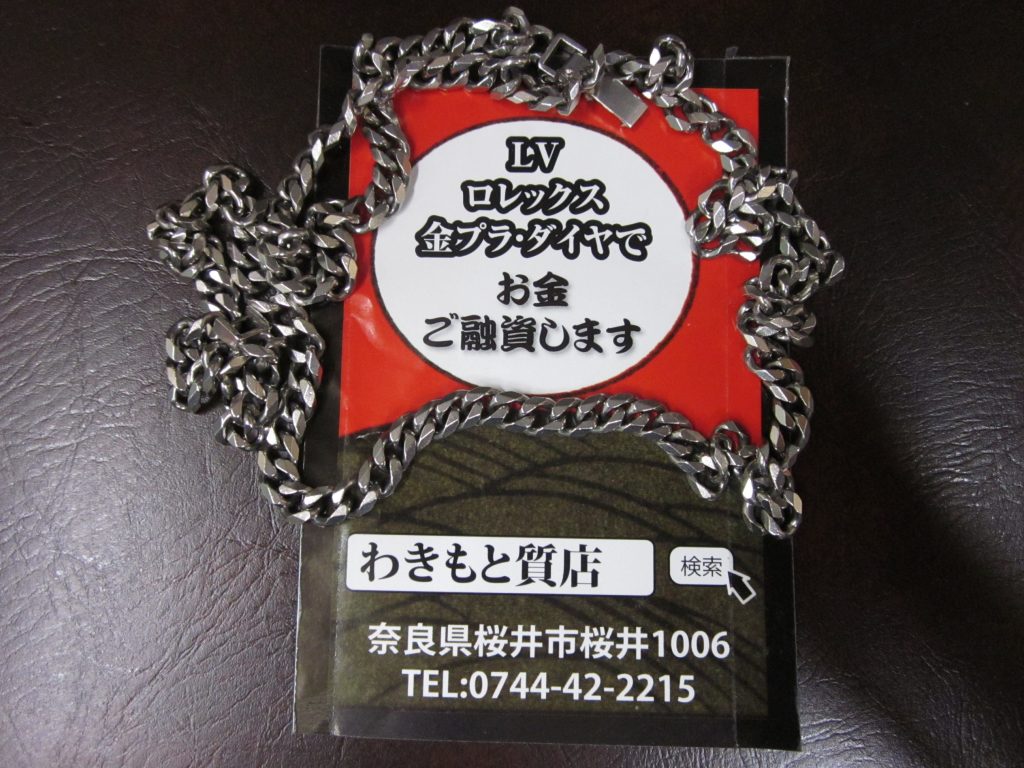 LV
ロレックス
金プラ・ダイヤで
お金
ご融資します
わきもと質店
検索
奈良県桜井市桜井1006
TEL:0744-42-2215